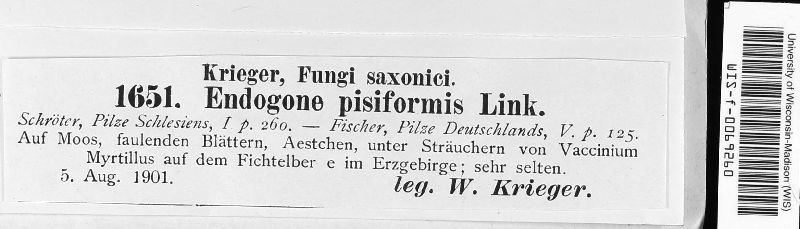 Krieger, Fungi saxonici.
1651. Endogone pisiformis Link.
Schröter, Pilze Schlesiens, I p. 260. — Fischer, Pilze Deutschlands, V. p. 125.
Auf Moos, faulenden Blättern, Aestchen, unter Sträuchern von Vaccinium
Myrtillus auf dem Fichtelber e im Erzgebirge; sehr selten.
5. Aug. 1901.
leg. W. Krieger.
University of Wisconsin-Madison (WIS)
WIS-f-0069260